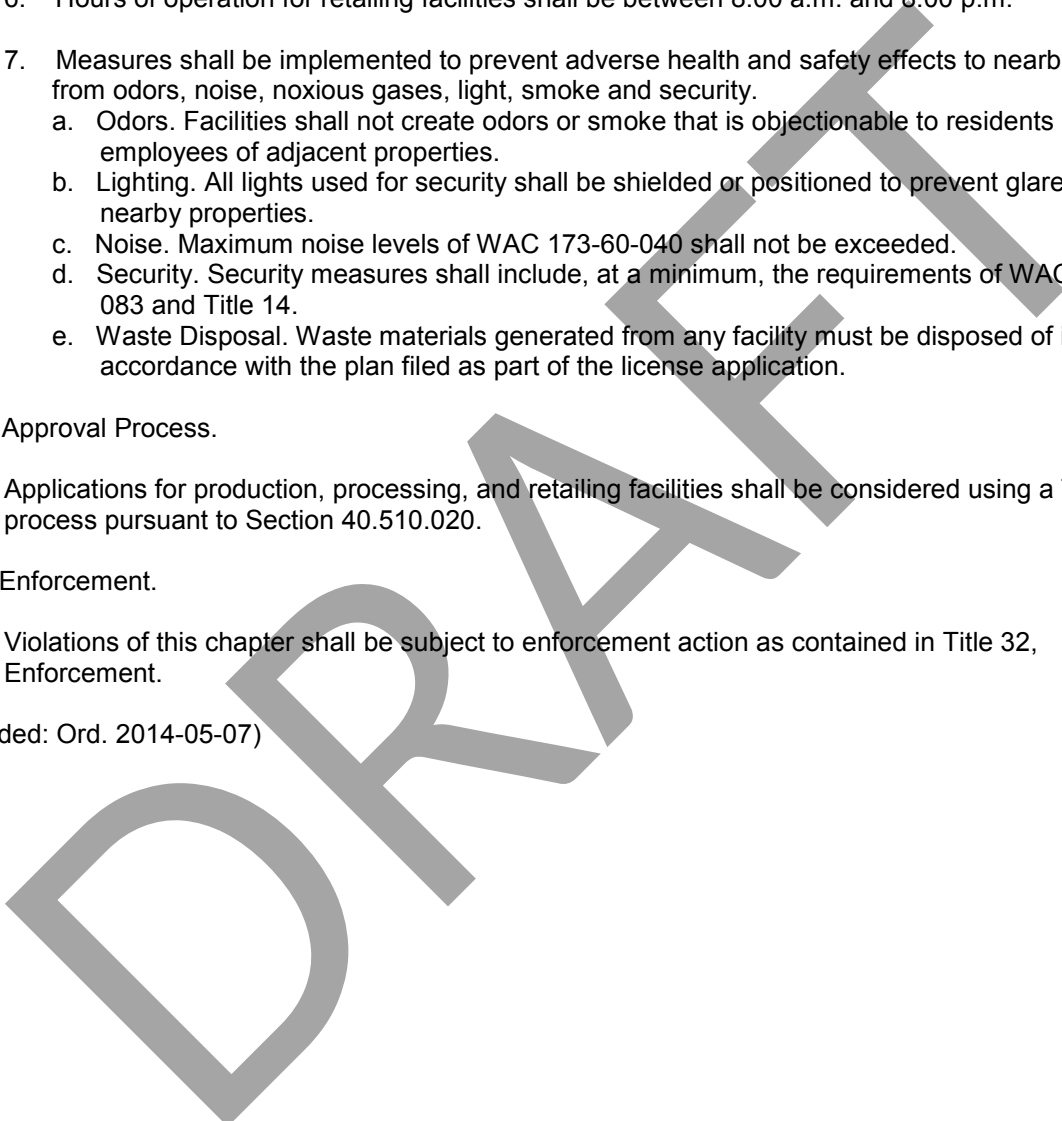 6. Hours of operation for retailing facilities shall be between 8:00 a.m. and 8:00 p.m.
7. Measures shall be implemented to prevent adverse health and safety effects to nearb
from odors, noise, noxious gases, light, smoke and security.
a. Odors. Facilities shall not create odors or smoke that is objectionable to residents
employees of adjacent properties.
b. Lighting. All lights used for security shall be shielded or positioned to prevent glare
nearby properties.
c. Noise. Maximum noise levels of WAC 173-60-040 shall not be exceeded.
d. Security. Security measures shall include, at a minimum, the requirements of WAC
083 and Title 14.
e. Waste Disposal. Waste materials generated from any facility must be disposed of
accordance with the plan filed as part of the license application.
Approval Process.
Applications for production, processing, and retailing facilities shall be considered using a
process pursuant to Section 40.510.020.
Enforcement.
Violations of this chapter shall be subject to enforcement action as contained in Title 32,
Enforcement.
ded: Ord. 2014-05-07)
DRAFT